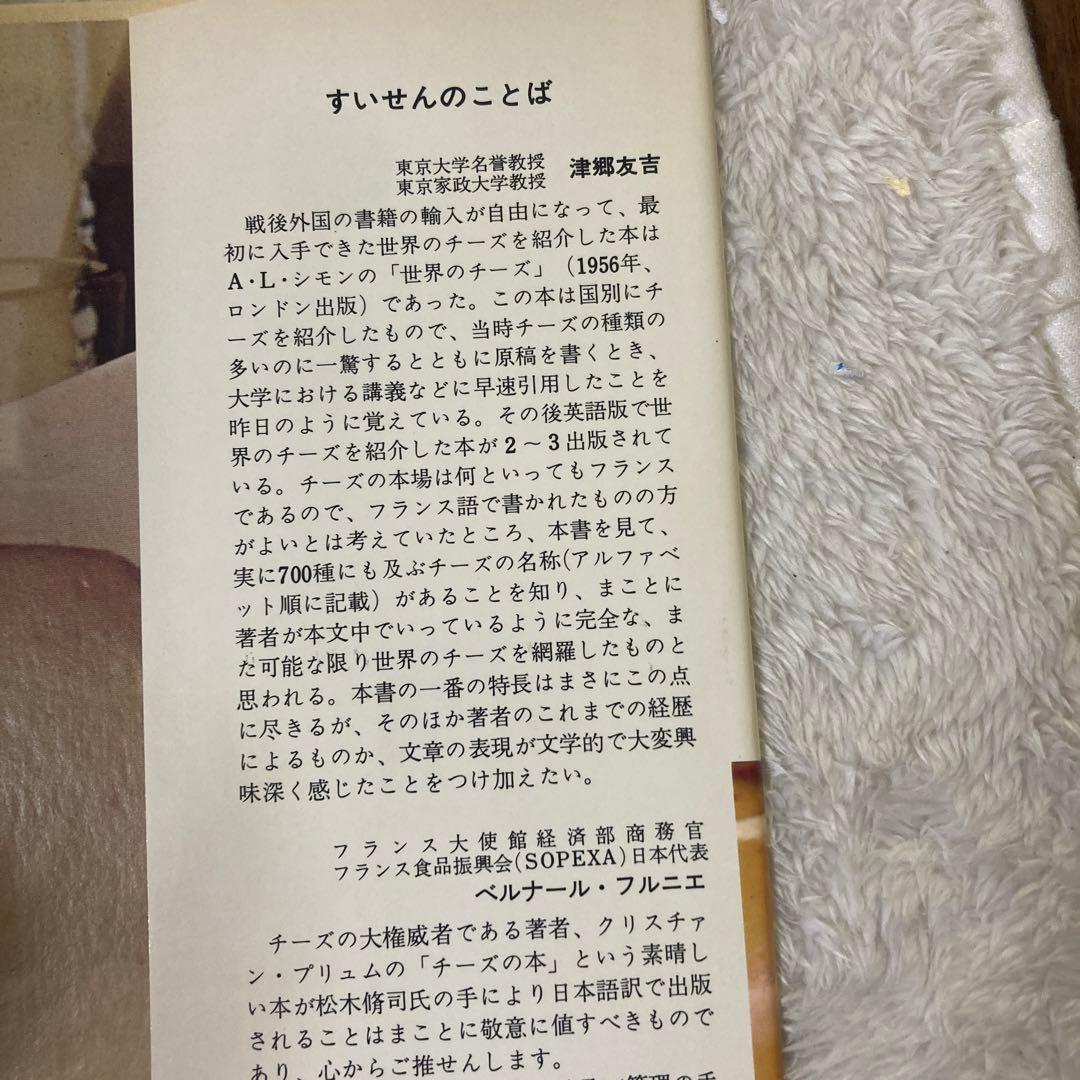 すいせんのことば
東京大学名誉教授
東京家政大学教授
津郷友吉
戦後外国の書籍の輸入が自由になって、最
初に入手できた世界のチーズを紹介した本は
A・L・シモンの「世界のチーズ」（1956年、
ロンドン出版）であった。この本は国別にチ
ーズを紹介したもので、当時チーズの種類の
多いのに一驚するとともに原稿を書くとき、
大学における講義などに早速引用したことを
昨日のように覚えている。その後英語版で世
界のチーズを紹介した本が2～3出版されて
いる。チーズの本場は何といってもフランス
であるので、フランス語で書かれたものの方
がよいとは考えていたところ、本書を見て、
実に700種にも及ぶチーズの名称(アルファベ
ット順に記載）があることを知り、まことに
著者が本文中でいっているように完全な、ま
た可能な限り世界のチーズを網羅したものと
思われる。本書の一番の特長はまさにこの点
に尽きるが、そのほか著者のこれまでの経歴
によるものか、文章の表現が文学的で大変興
味深く感じたことをつけ加えたい。
フランス大使館経済部商務官
フランス食品振興会(SOPEXA)日本代表
ベルナール・フルニエ
チーズの大権威者である著者、クリスチャ
ン・プリュムの「チーズの本」という素晴し
い本が松木脩司氏の手により日本語訳で出版
されることはまことに敬意に値すべきもので
あり、心からご推せんします。